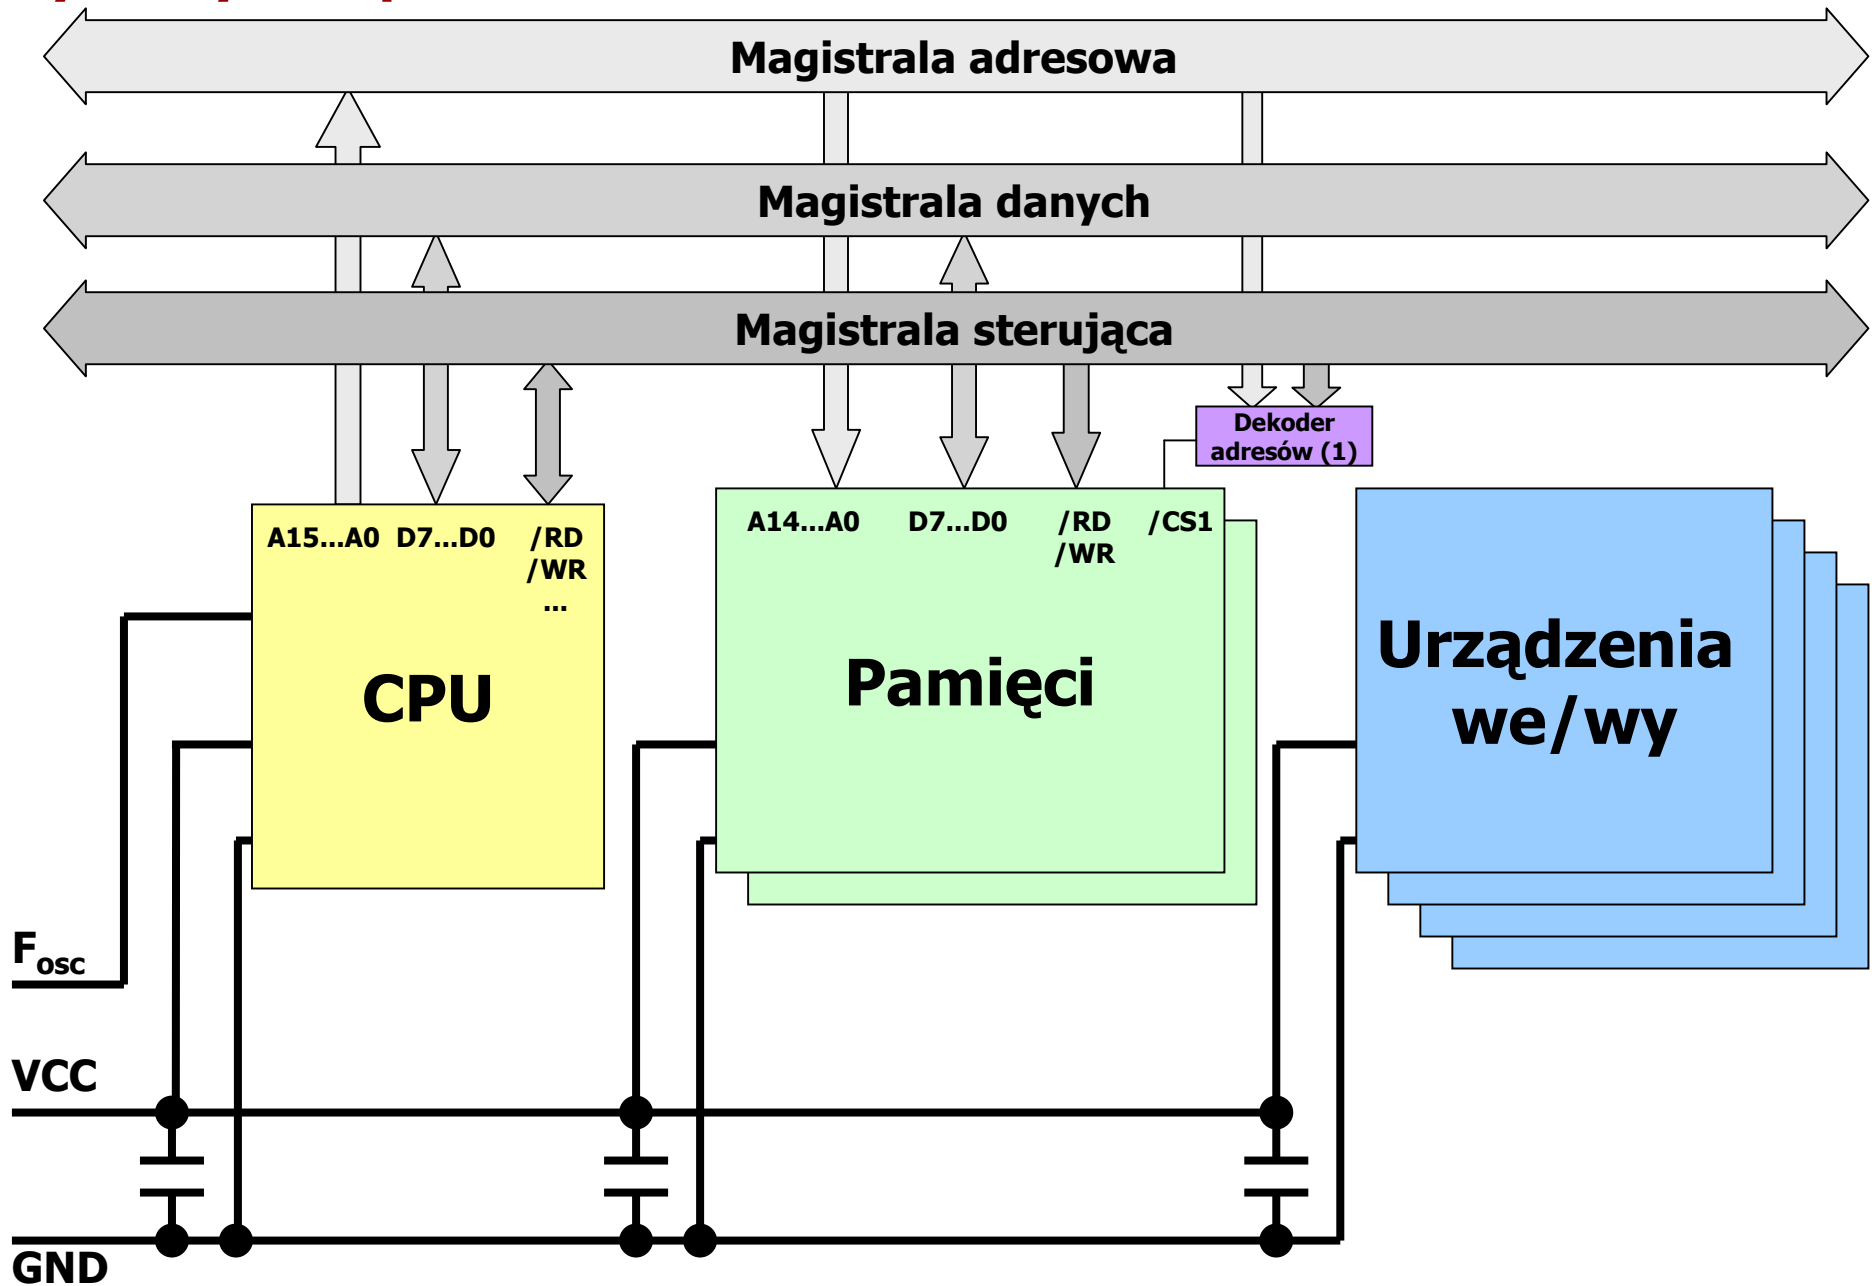 Magistrala adresowa
Magistrala danych
Magistrala sterująca
Dekoder
adresów (1)
A15...A0 D7...D0 /RD
/WR
...
CPU
A14...A0 D7...D0 /RD /CS1
/WR
Pamięci
Urządzenia
we/wy
Fosc
VCC
GND